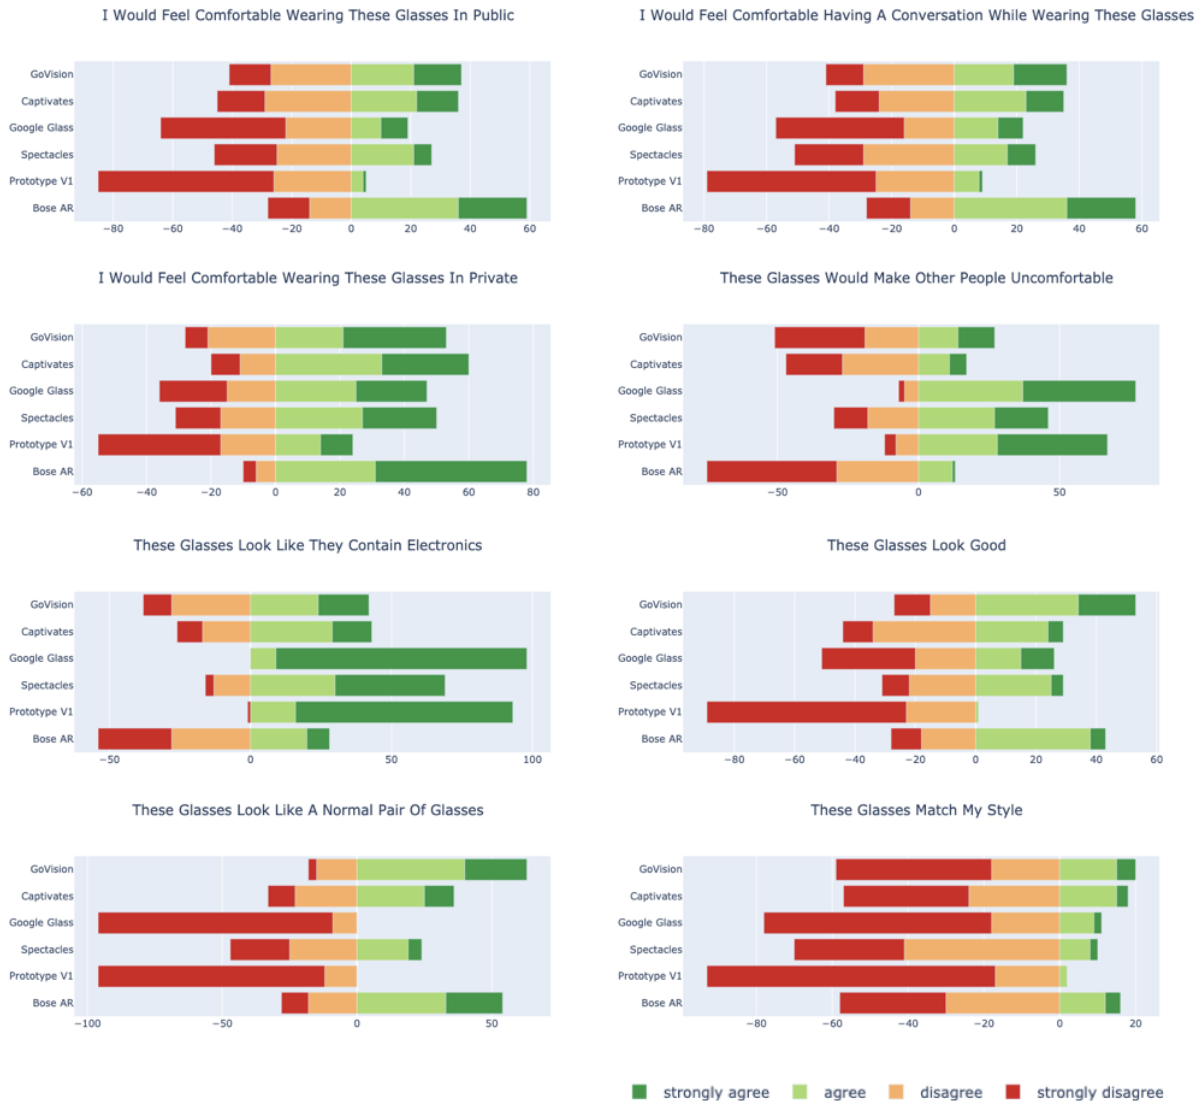 I Would Feel Comfortable Wearing These Glasses In Public
GoVision
Captivates
Google Glass
Spectacles
Prototype V1
Bose AR
−80 −60 −40 −20 0 20 40 60
I Would Feel Comfortable Having A Conversation While Wearing These Glasses
GoVision
Captivates
Google Glass
Spectacles
Prototype V1
Bose AR
−80 −60 −40 −20 0 20 40 60
I Would Feel Comfortable Wearing These Glasses In Private
GoVision
Captivates
Google Glass
Spectacles
Prototype V1
Bose AR
−60 −40 −20 0 20 40 60 80
These Glasses Would Make Other People Uncomfortable
GoVision
Captivates
Google Glass
Spectacles
Prototype V1
Bose AR
−50 0 50
These Glasses Look Like They Contain Electronics
GoVision
Captivates
Google Glass
Spectacles
Prototype V1
Bose AR
−50 0 50 100
These Glasses Look Good
GoVision
Captivates
Google Glass
Spectacles
Prototype V1
Bose AR
−80 −60 −40 −20 0 20 40 60
These Glasses Look Like A Normal Pair Of Glasses
GoVision
Captivates
Google Glass
Spectacles
Prototype V1
Bose AR
−100 −50 0 50
These Glasses Match My Style
GoVision
Captivates
Google Glass
Spectacles
Prototype V1
Bose AR
−80 −60 −40 −20 0 20
strongly agree agree disagree strongly disagree